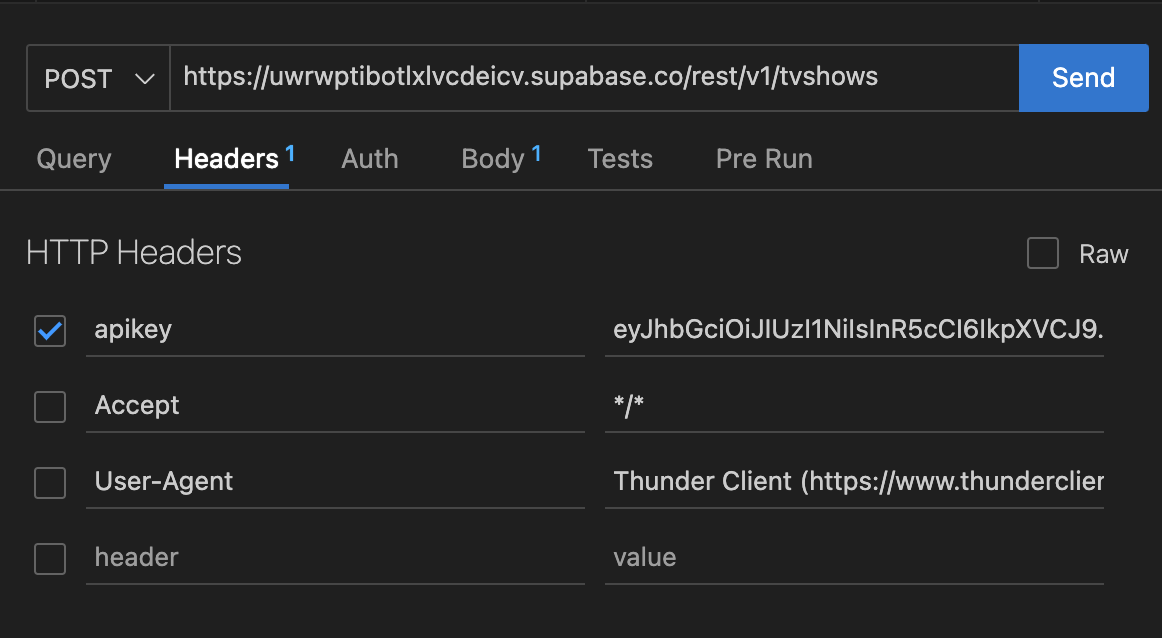 POST https://uwrwptibotlxlvcdeicv.supabase.co/rest/v1/tvshows Send
Query Headers 1 Auth Body 1 Tests Pre Run
HTTP Headers Raw
apikey eyJhbGciOiJIUzI1NiIsInR5cCI6IkpXVCJ9.
Accept */*
User-Agent Thunder Client (https://www.thunderclier
header value